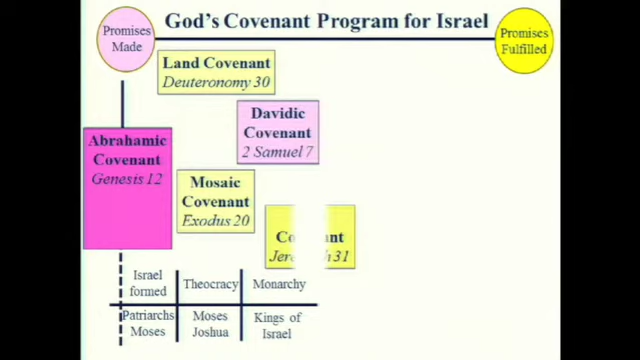 God's Covenant Program for Israel
Promises
Made
Promises
Fulfilled
Land Covenant
Deuteronomy 30
Davidic
Covenant
2 Samuel 7
Abrahamic
Covenant
Genesis 12
Mosaic
Covenant
Exodus 20
31
Israel
formed
Theocracy
Monarchy
Patriarchs
Moses
Moses
Joshua
Kings of
Israel